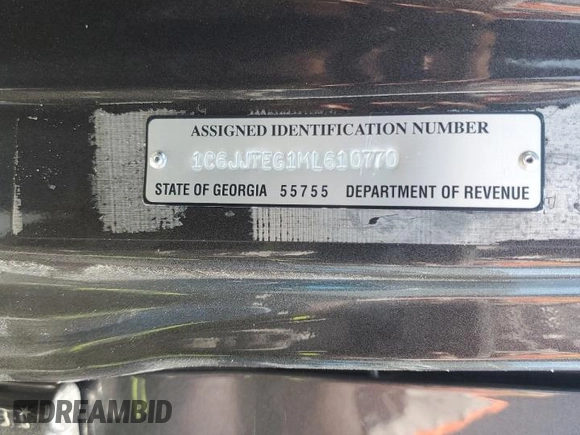 ASSIGNED IDENTIFICATION NUMBER
1C6JJTEG1ML610770
STATE OF GEORGIA 55755 DEPARTMENT OF REVENUE
DREAMBID